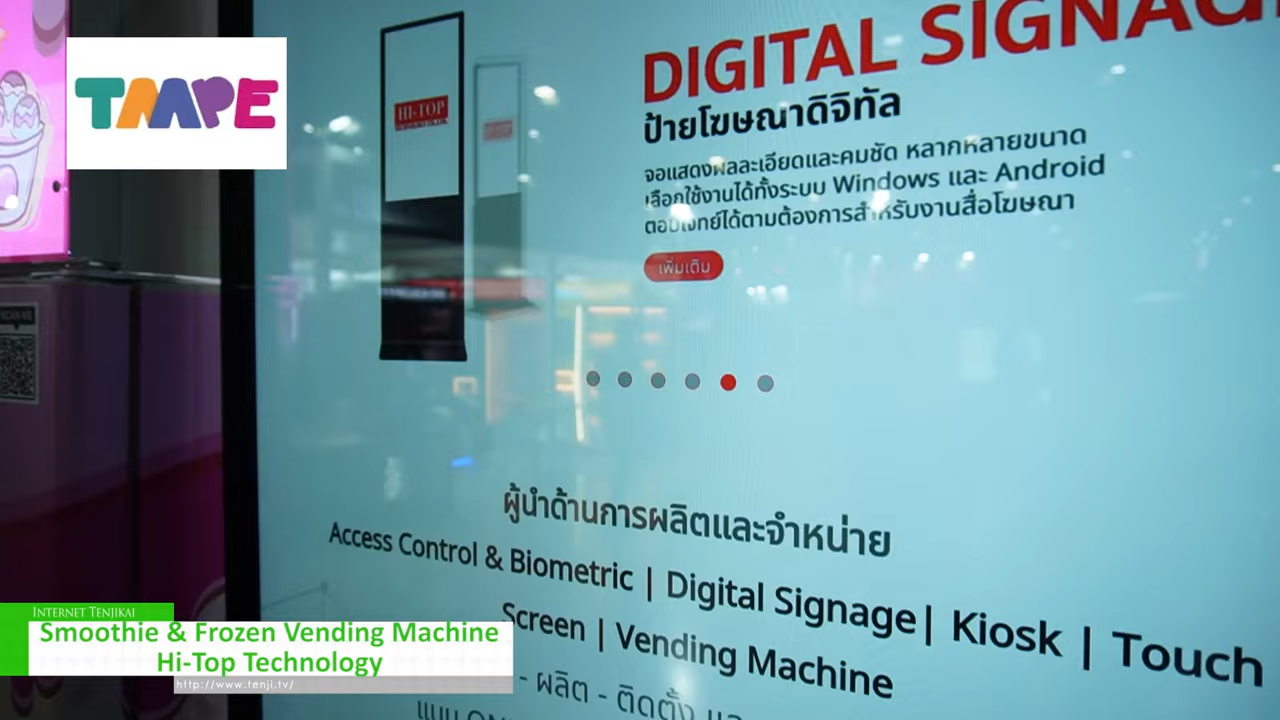 TMPE
SCAN ME
HI-TOP
DIGITAL SIGNAG
ป้ายโฆษณาดิจิทัล
จอแสดงผลละเอียดและคมชัด หลากหลายขนาด
เลือกใช้งานได้ทั้งระบบ Windows และ Android
ตอบโจทย์ได้ตามต้องการสำหรับงานสื่อโฆษณา
เพิ่มเติม
ผู้นำด้านการผลิตและจำหน่าย
Access Control & Biometric | Digital Signage| Kiosk | Touch
Screen | Vending Machine
- ผลิต - ติดตั้ง
INTERNET TENJIKAI
Smoothie & Frozen Vending Machine
Hi-Top Technology
http://www.tenji.tv/